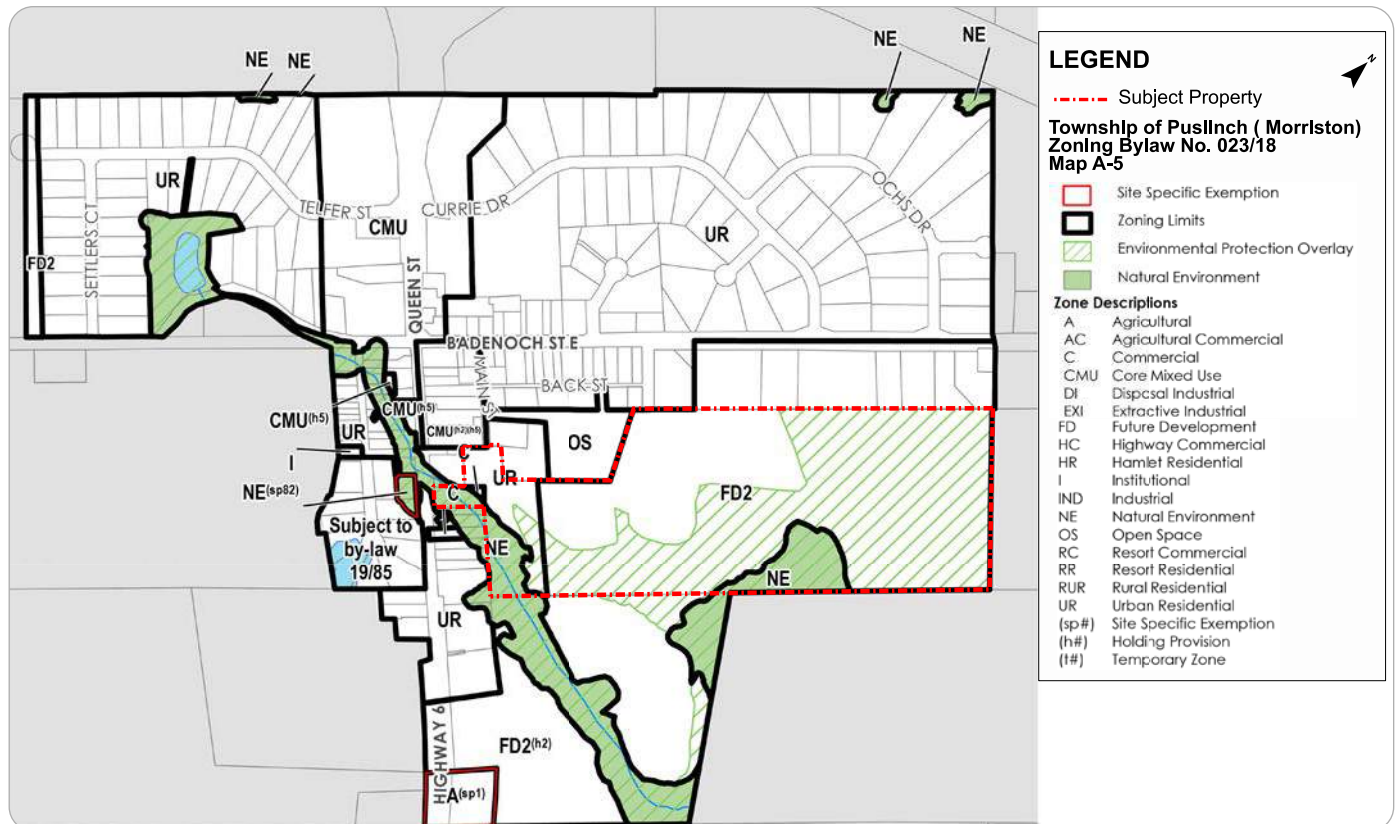 NE
NE
NE
NE
UR
TELFER ST
CURRIE DR
OCHS DR
CMU
UR
SETTLERS CT
FD2
QUEEN ST
BADENOCH ST E
MAIN ST
BACK ST
CMU(h5)
CMU(h5)
CMU(h2)(h5)
UR
I
NE(sp82)
C
UR
OS
C
FD2
Subject to
by-law
19/85
NE
NE
UR
HIGHWAY 6
FD2(h2)
A(sp1)
LEGEND
N
Subject Property
Township of Puslinch ( Morriston)
Zoning Bylaw No. 023/18
Map A-5
Site Specific Exemption
Zoning Limits
Environmental Protection Overlay
Natural Environment
Zone Descriptions
A Agricultural
AC Agricultural Commercial
C Commercial
CMU Core Mixed Use
DI Disposal Industrial
EXI Extractive Industrial
FD Future Development
HC Highway Commercial
HR Hamlet Residential
I Institutional
IND Industrial
NE Natural Environment
OS Open Space
RC Resort Commercial
RR Resort Residential
RUR Rural Residential
UR Urban Residential
(sp#) Site Specific Exemption
(h#) Holding Provision
(t#) Temporary Zone